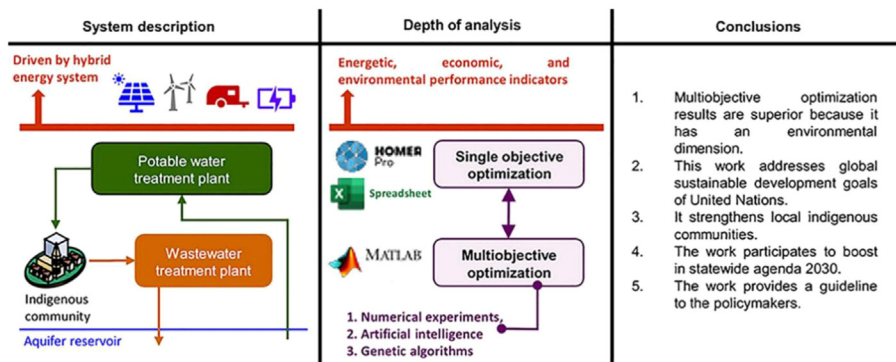 System description
Driven by hybrid
energy system
Potable water
treatment plant
Wastewater
treatment plant
Indigenous
community
Aquifer reservoir
Depth of analysis
Energetic, economic, and
environmental performance indicators
HOMER
Pro
Single objective
optimization
X
Spreadsheet
MATLAB
Multiobjective
optimization
1. Numerical experiments,
2. Artificial intelligence
3. Genetic algorithms
Conclusions
1. Multiobjective optimization
results are superior because it
has an environmental
dimension.
2. This work addresses global
sustainable development goals
of United Nations.
3. It strengthens local indigenous
communities.
4. The work participates to boost
in statewide agenda 2030.
5. The work provides a guideline
to the policymakers.